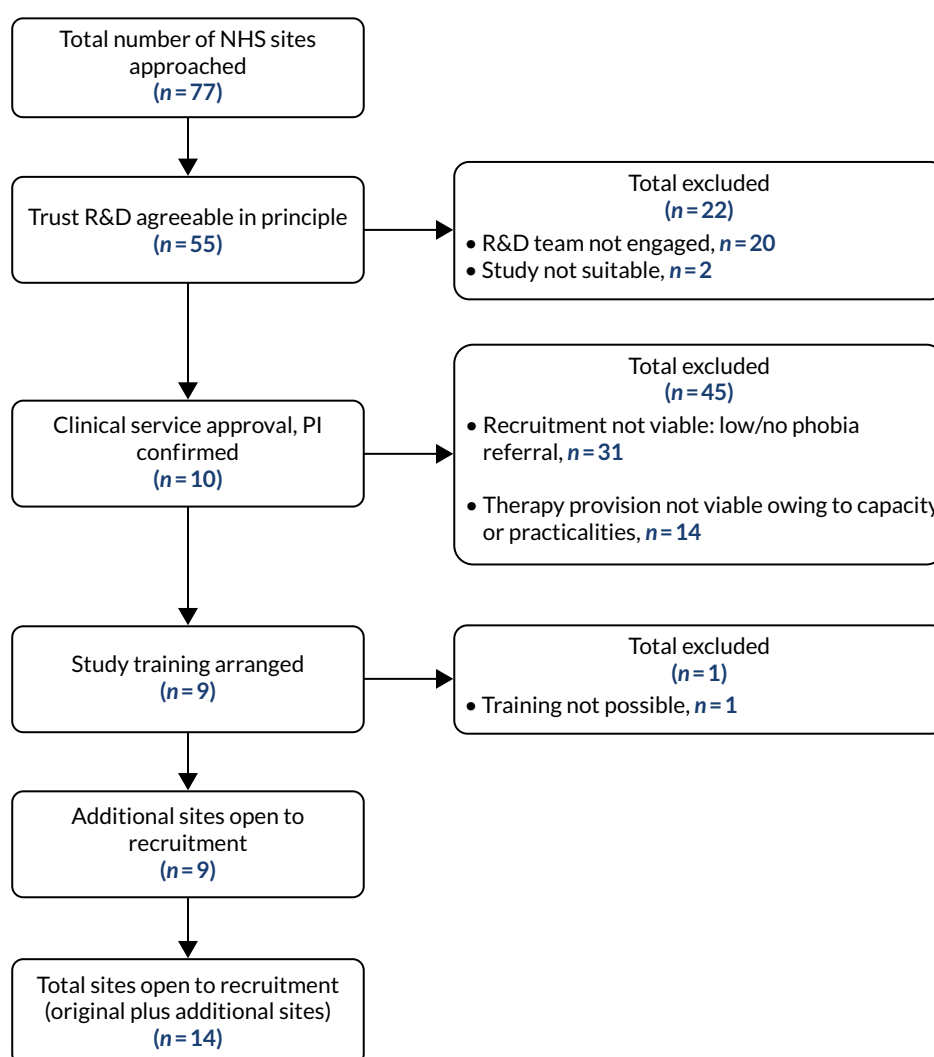 Total number of NHS sites
approached
(n = 77)
Trust R&D agreeable in principle
(n = 55)
Total excluded
(n = 22)
• R&D team not engaged, n = 20
• Study not suitable, n = 2
Clinical service approval, PI
confirmed
(n = 10)
Total excluded
(n = 45)
• Recruitment not viable: low/no phobia
referral, n = 31
• Therapy provision not viable owing to capacity
or practicalities, n = 14
Study training arranged
(n = 9)
Total excluded
(n = 1)
• Training not possible, n = 1
Additional sites open to
recruitment
(n = 9)
Total sites open to recruitment
(original plus additional sites)
(n = 14)